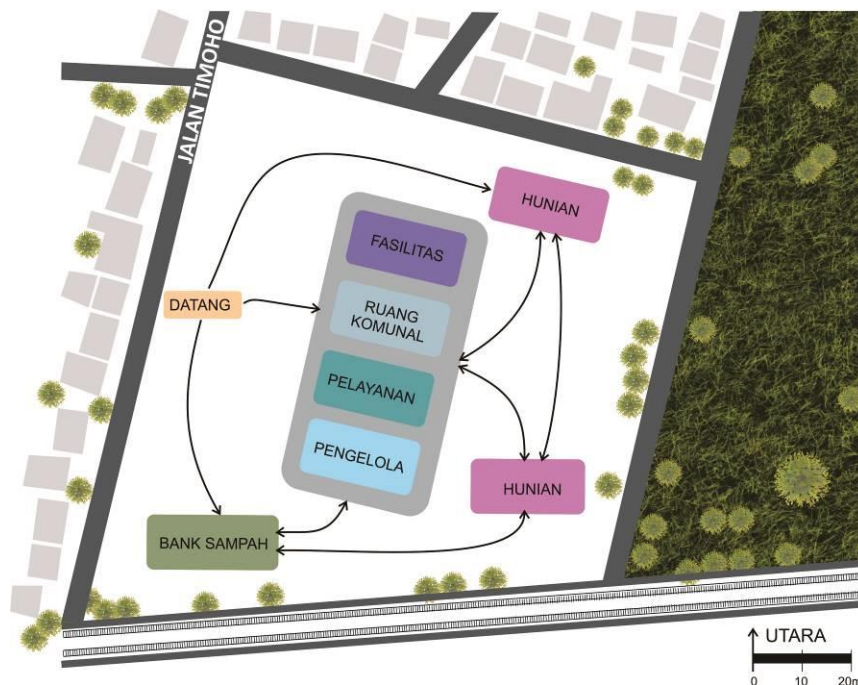 JALAN TIMOHO
HUNIAN
FASILITAS
DATANG
RUANG
KOMUNAL
PELAYANAN
PENGELOLA
HUNIAN
BANK SAMPAH
UTARA
0 10 20m